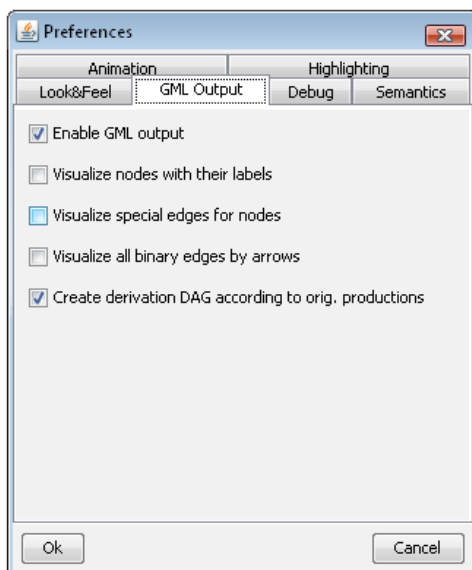 Preferences
Animation
Highlighting
Look&Feel
GML Output
Debug
Semantics
Enable GML output
Visualize nodes with their labels
Visualize special edges for nodes
Visualize all binary edges by arrows
Create derivation DAG according to orig. productions
Ok
Cancel